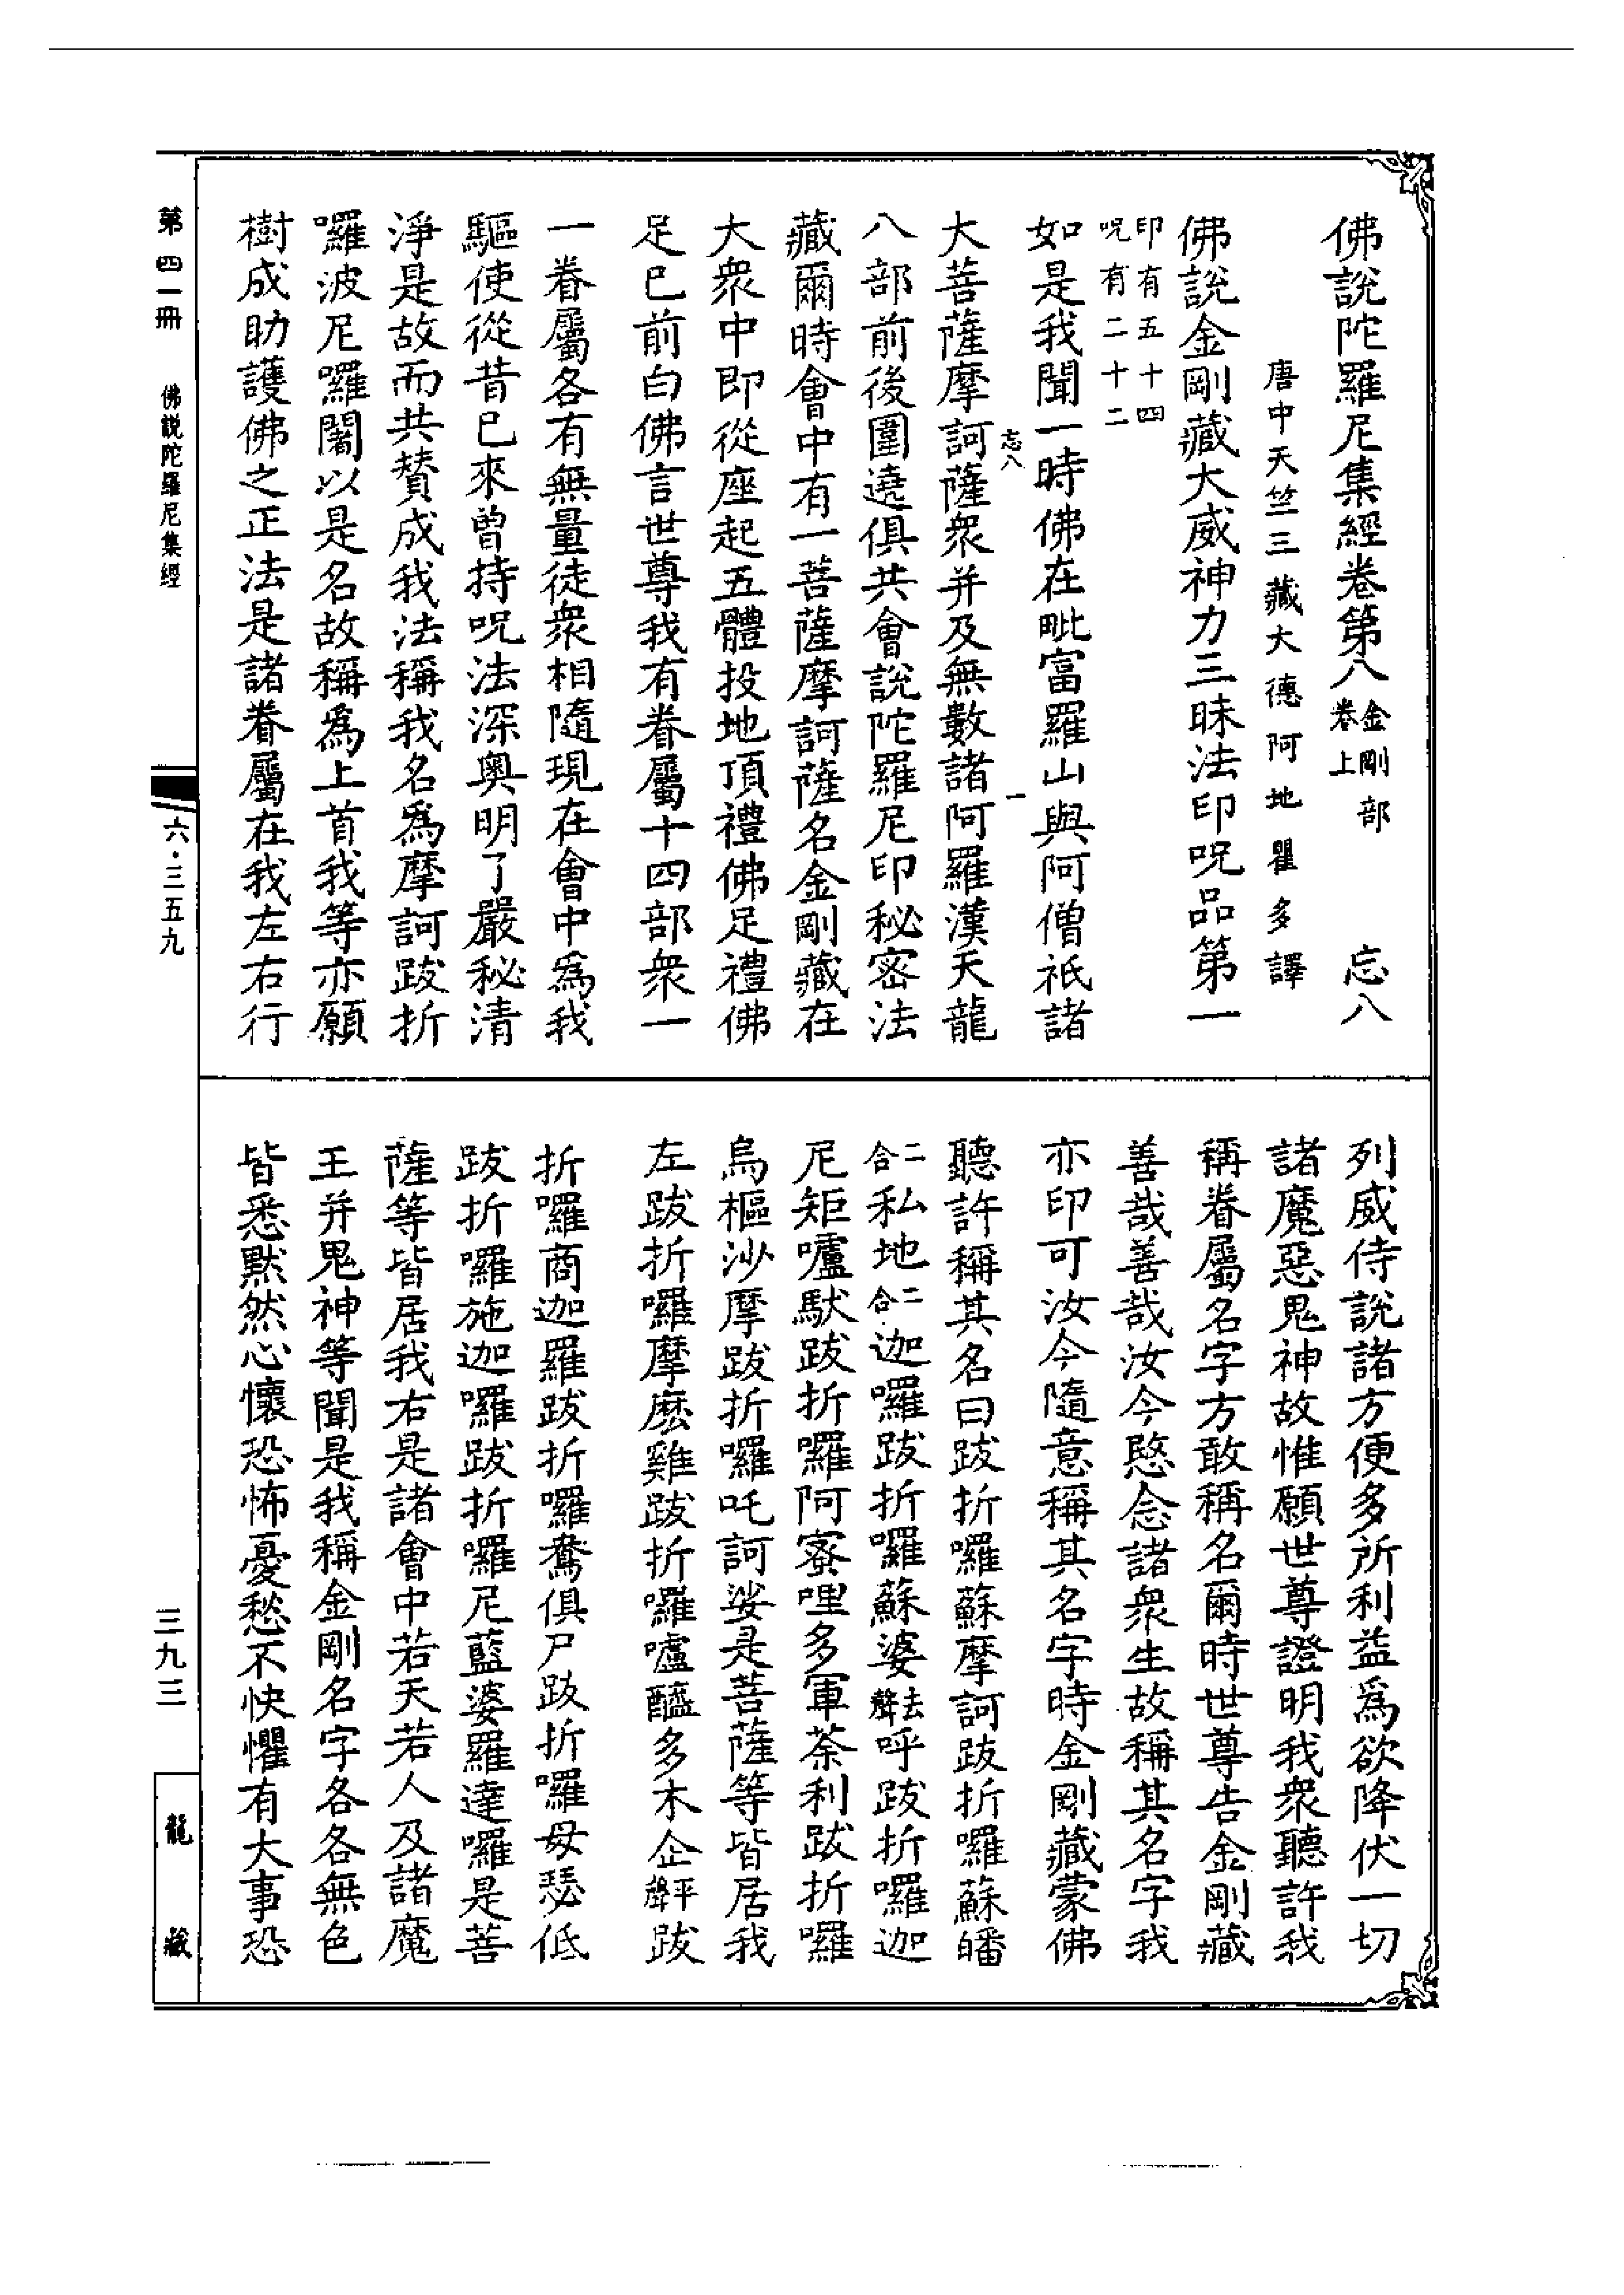 佛說陀羅尼集經卷第八 金剛部卷上 忘八
唐中天竺三藏大德阿地瞿多譯
佛說金剛藏大威神力三昧法印呪品第一
印有五十四
呪有二十二
如是我聞一時佛在毗富羅山與阿僧祇諸
忘八 一
大菩薩摩訶薩衆并及無數諸阿羅漢天龍
八部前後圍遶俱共會說陀羅尼印秘密法
藏爾時會中有一菩薩摩訶薩名金剛藏在
大衆中即從座起五體投地頂禮佛足禮佛
足已前白佛言世尊我有眷屬十四部衆一
一眷屬各有無量徒衆相隨現在會中爲我
驅使從昔已來曾持呪法深奧明了嚴秘清
淨是故而共贊成我法稱我名爲摩訶跋折
囉波尼囉闍以是名故稱爲上首我等亦願
樹成助護佛之正法是諸眷屬在我左右行
列威侍說諸方便多所利益爲欲降伏一切
諸魔惡鬼神故惟願世尊證明我衆聽許我
稱眷屬名字方敢稱名爾時世尊告金剛藏
善哉善哉汝今愍念諸衆生故稱其名字我
亦印可汝今隨意稱其名字時金剛藏蒙佛
聽許稱其名曰跋折囉蘇摩訶跋折囉蘇皤
二合私地二合迦囉跋折囉蘇婆去聲呼跋折囉迦
尼矩嚧馱跋折囉阿蜜哩多軍荼利跋折囉
烏樞沙摩跋折囉吒訶娑是菩薩等皆居我
左跋折囉摩麽雞跋折囉嚧醯多木企平聲跋
折囉商迦羅跋折囉鴦俱尸跋折囉母瑟低
跋折囉施迦囉跋折囉尼藍婆羅達囉是菩
薩等皆居我右是諸會中若天若人及諸魔
王并鬼神等聞是我稱金剛名字各各無色
皆悉默然心懷恐怖憂愁不快懼有大事恐
第四一冊 佛說陀羅尼集經
六·三五九
三九三
龍藏